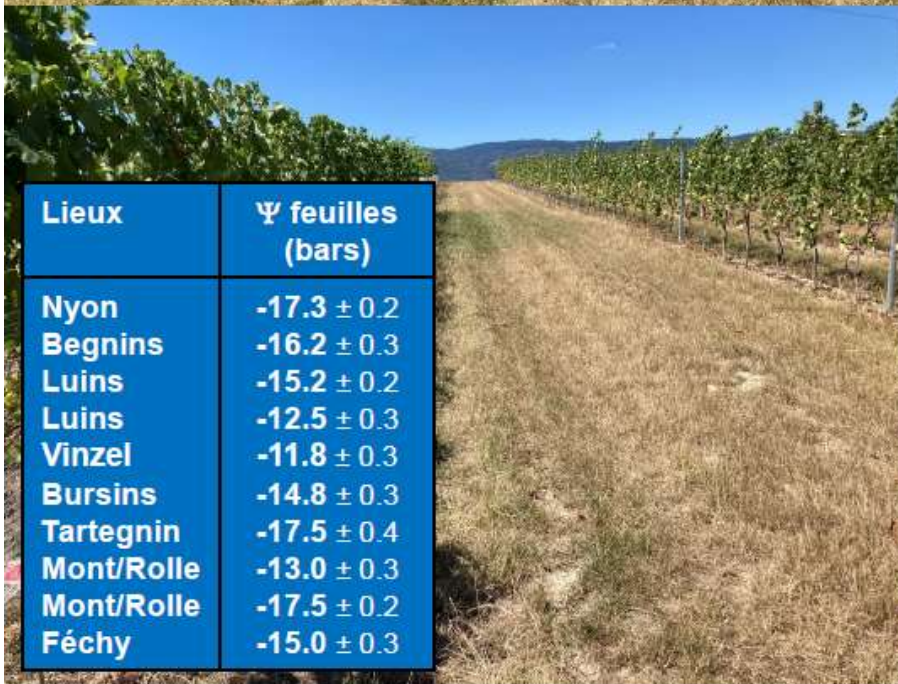 Lieux Ψ feuilles
(bars)
Nyon -17.3 ± 0.2
Begnins -16.2 ± 0.3
Luins -15.2 ± 0.2
Luins -12.5 ± 0.3
Vinzel -11.8 ± 0.3
Bursins -14.8 ± 0.3
Tartegnin -17.5 ± 0.4
Mont/Rolle -13.0 ± 0.3
Mont/Rolle -17.5 ± 0.2
Féchy -15.0 ± 0.3